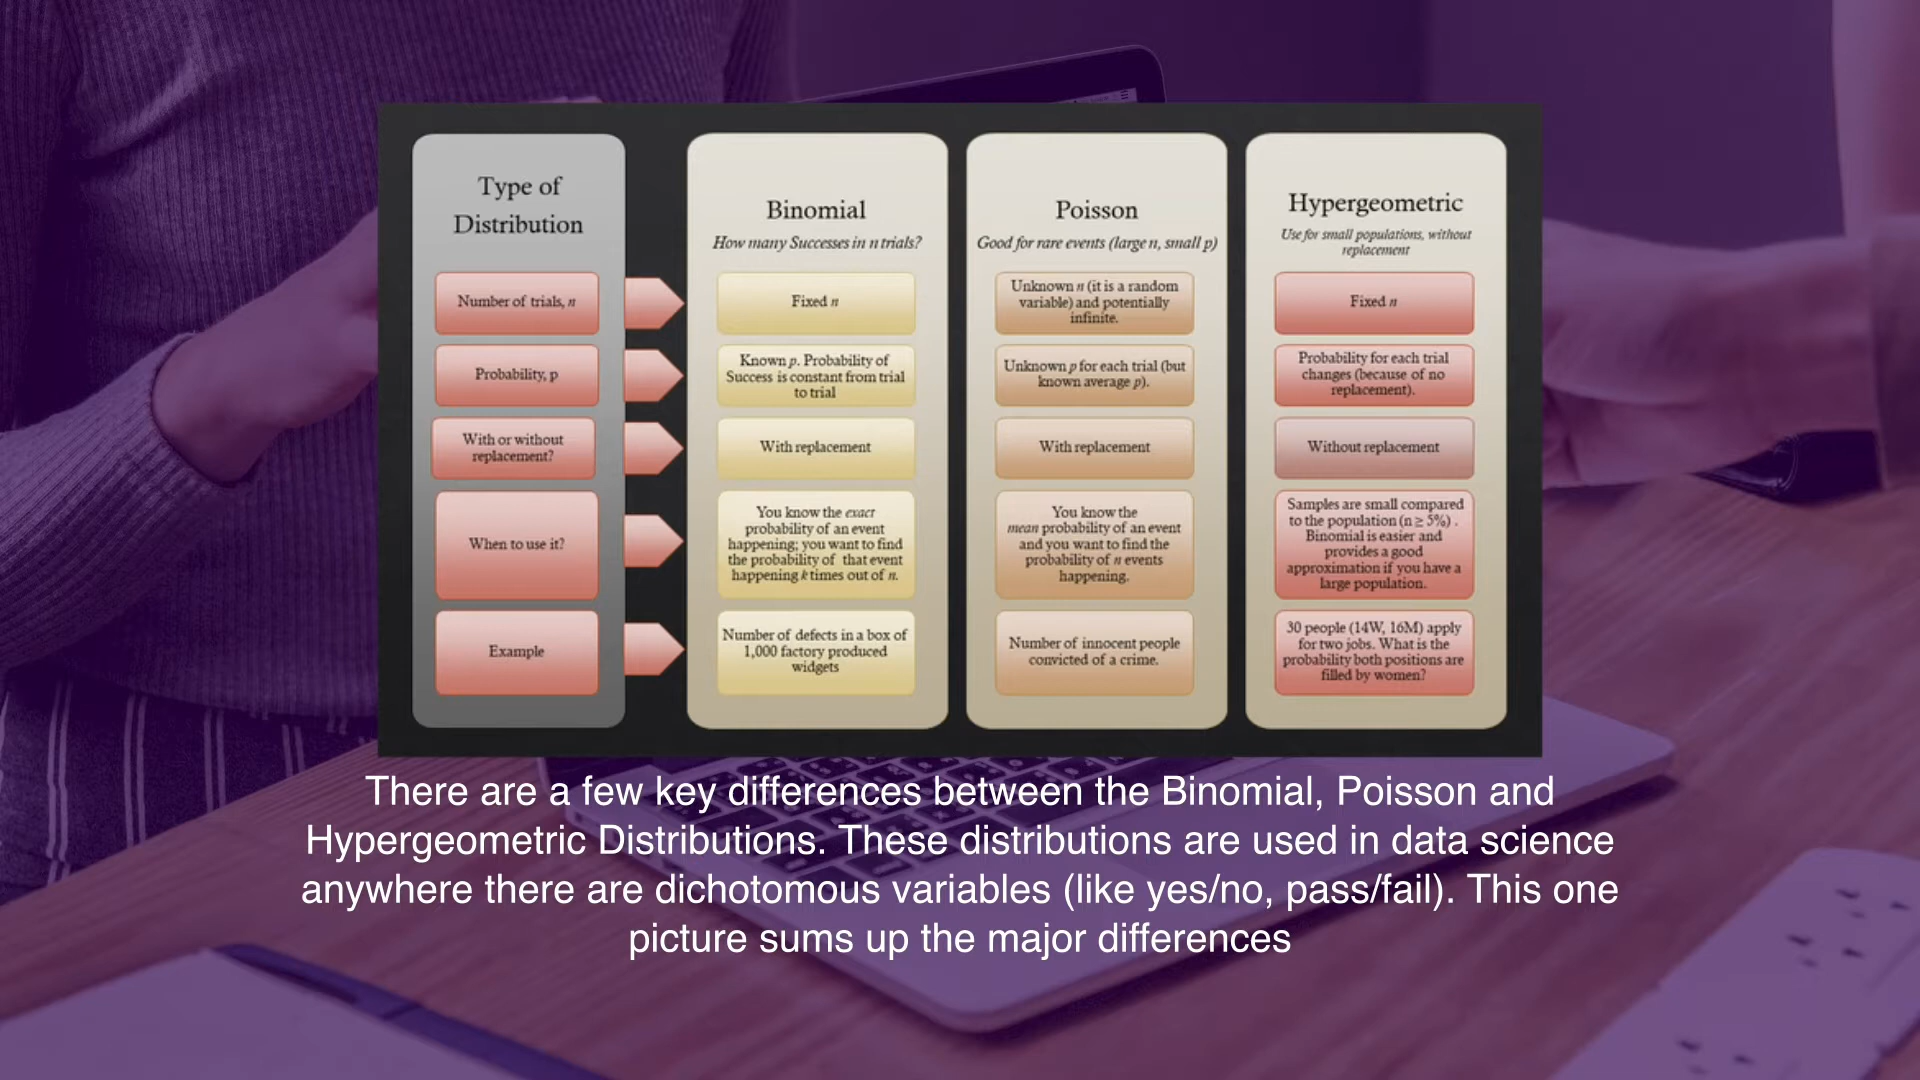 Type of
Distribution
Number of trials, n
Probability, p
With or without
replacement?
When to use it?
Example
Binomial
How many Successes in n trials?
Fixed n
Known p. Probability of
Success is constant from trial
to trial
With replacement
You know the exact
probability of an event
happening; you want to find
the probability of that event
happening k times out of n.
Number of defects in a box of
1,000 factory produced
widgets
Poisson
Good for rare events (large n, small p)
Unknown n (it is a random
variable) and potentially
infinite.
Unknown p for each trial (but
known average p).
With replacement
You know the
mean probability of an event
and you want to find the
probability of n events
happening.
Number of innocent people
convicted of a crime.
Hypergeometric
Use for small populations, without
replacement
Fixed n
Probability for each trial
changes (because of no
replacement).
Without replacement
Samples are small compared
to the population (n ≥ 5%) .
Binomial is easier and
provides a good
approximation if you have a
large population.
30 people (14W, 16M) apply
for two jobs. What is the
probability both positions are
filled by women?
There are a few key differences between the Binomial, Poisson and
Hypergeometric Distributions. These distributions are used in data science
anywhere there are dichotomous variables (like yes/no, pass/fail). This one
picture sums up the major differences